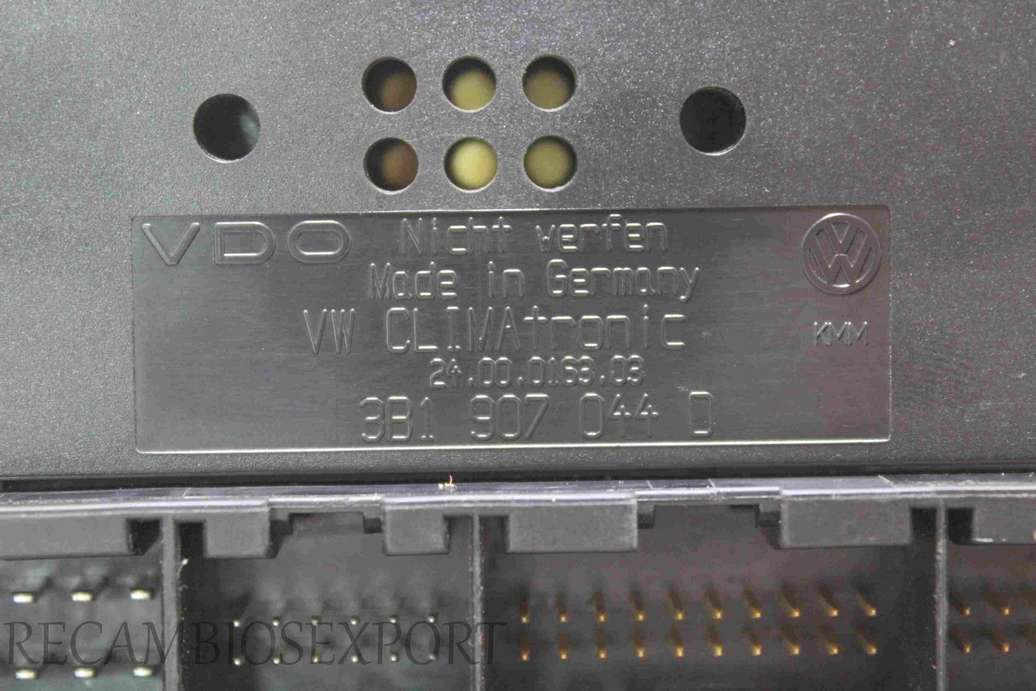 VDO Nicht werfen
Made in Germany
VW CLIMAtronic
KMM
24.00.0163.03
3B1 907 044 D
RECAMBIOSEXPORT